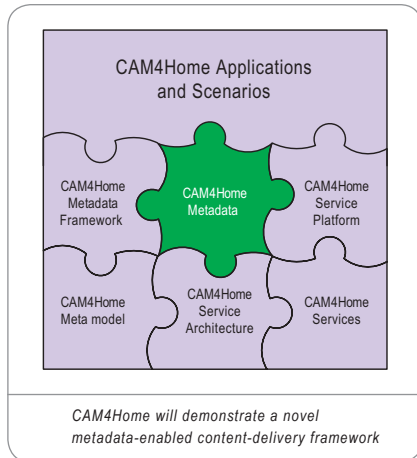 CAM4Home Applications
and Scenarios
CAM4Home
Metadata
Framework
CAM4Home
Metadata
CAM4Home
Service
Platform
CAM4Home
Meta model
CAM4Home
Service
Architecture
CAM4Home
Services
CAM4Home will demonstrate a novel
metadata-enabled content-delivery framework